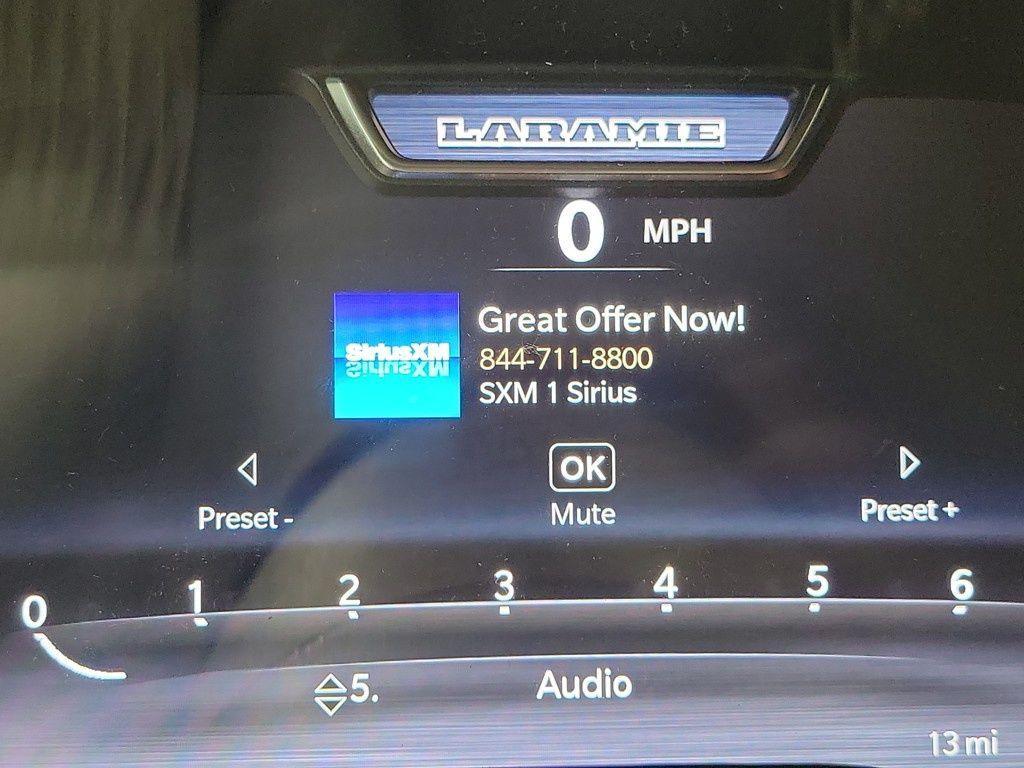 LARAMIE
0 MPH
SiriusXM
Great Offer Now!
844-711-8800
SXM 1 Sirius
OK
Preset - Mute Preset +
0 1 2 3 4 5 6
5. Audio
13 mi